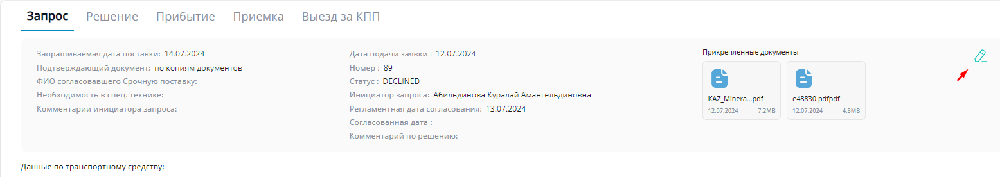 Запрос Решение Прибытие Приемка Выезд за КПП
Запрашиваемая дата поставки: 14.07.2024
Подтверждающий документ: по копиям документов
ФИО согласовавшего Срочную поставку:
Необходимость в спец. технике:
Комментарии инициатора запроса:
Дата подачи заявки : 12.07.2024
Номер : 89
Статус : DECLINED
Инициатор запроса: Абильдинова Куралай Амангельдиновна
Регламентная дата согласования: 13.07.2024
Согласованная дата :
Комментарий по решению:
Прикрепленные документы
KAZ_Minera...pdf
12.07.2024 7.2MB
e48830.pdfpdf
12.07.2024 4.8MB
Данные по транспортному средству: